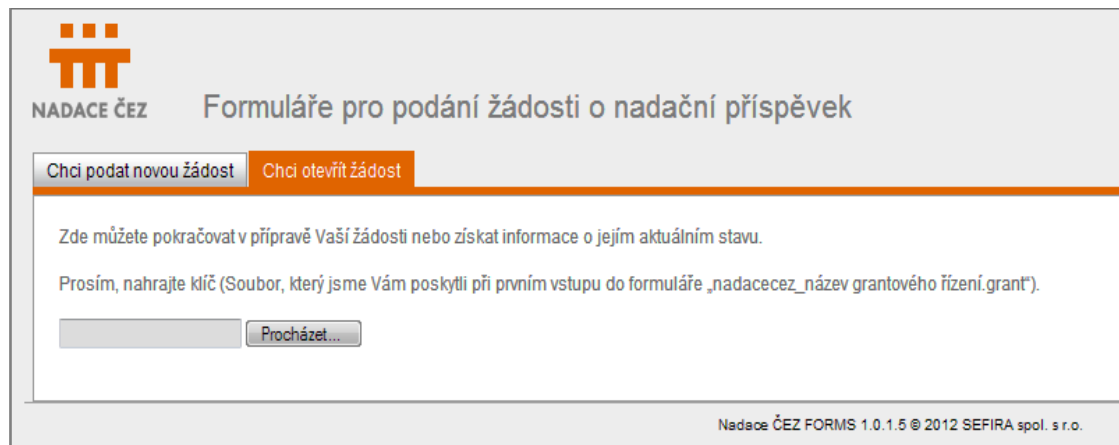 NADACE ČEZ
Formuláře pro podání žádosti o nadační příspěvek
Chci podat novou žádost
Chci otevřít žádost
Zde můžete pokračovat v přípravě Vaší žádosti nebo získat informace o jejím aktuálním stavu.
Prosím, nahrajte klíč (Soubor, který jsme Vám poskytli při prvním vstupu do formuláře „nadacecez_název grantového řízení.grant“).
Procházet...
Nadace ČEZ FORMS 1.0.1.5 © 2012 SEFIRA spol. s r.o.